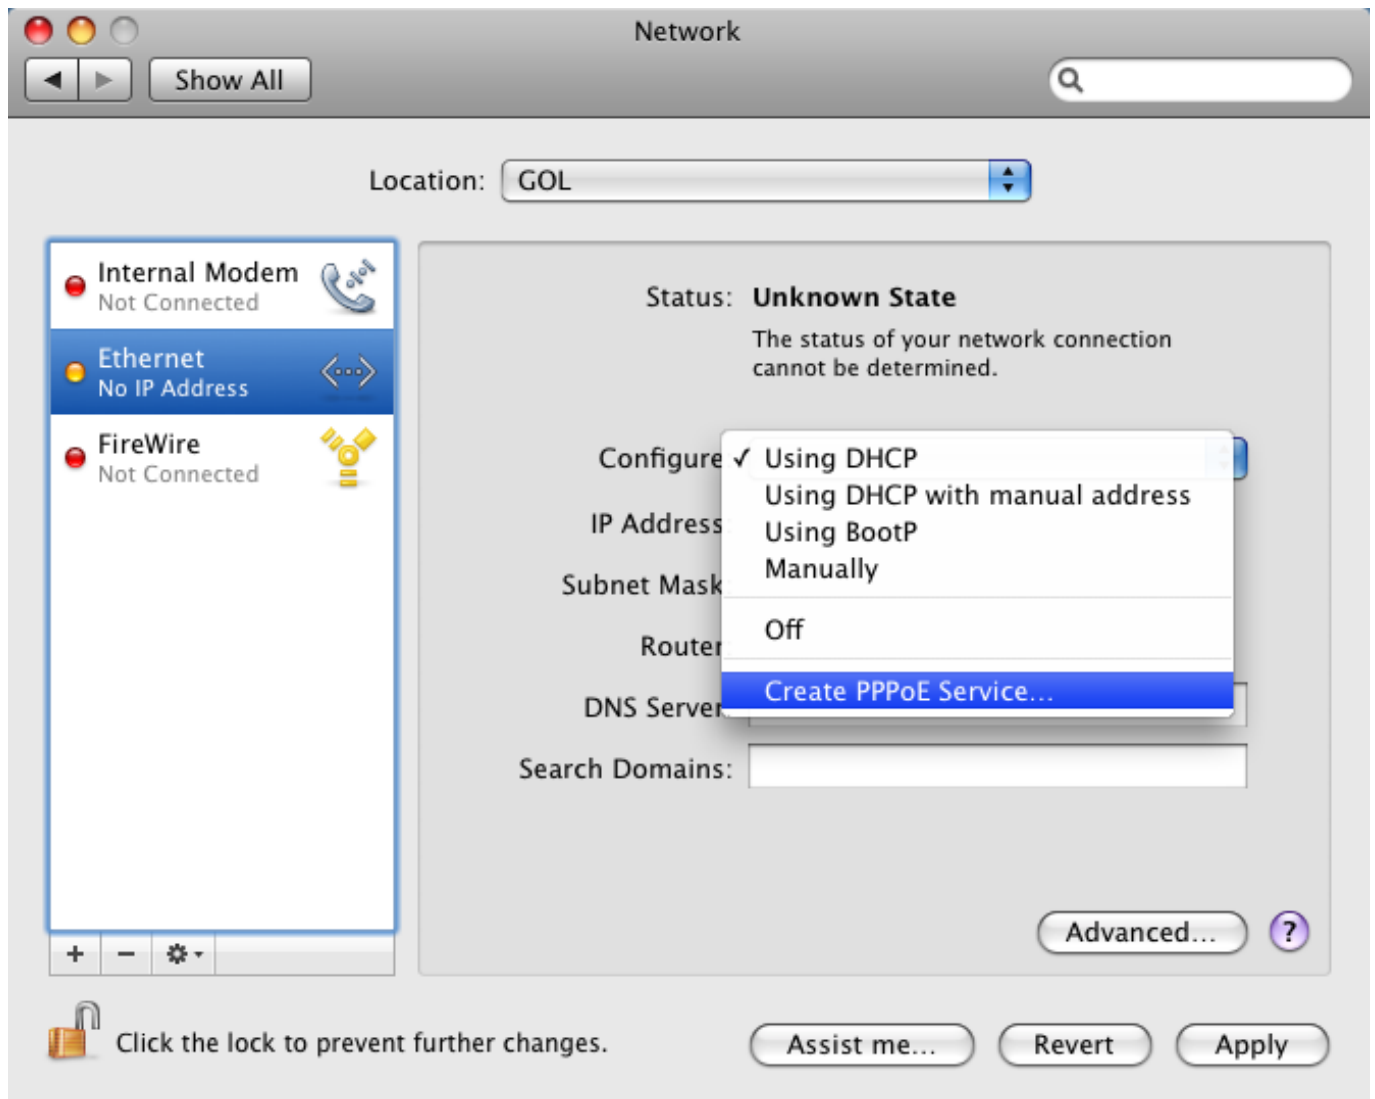 Network
Show All
Location: GOL
Internal Modem
Not Connected
Ethernet
No IP Address
FireWire
Not Connected
Status: Unknown State
The status of your network connection
cannot be determined.
Configure ✓ Using DHCP
Using DHCP with manual address
IP Address:
Using BootP
Manually
Subnet Mask:
Off
Router:
Create PPPoE Service...
DNS Server
Search Domains:
+ −
Advanced... ?
Click the lock to prevent further changes.
Assist me... Revert Apply